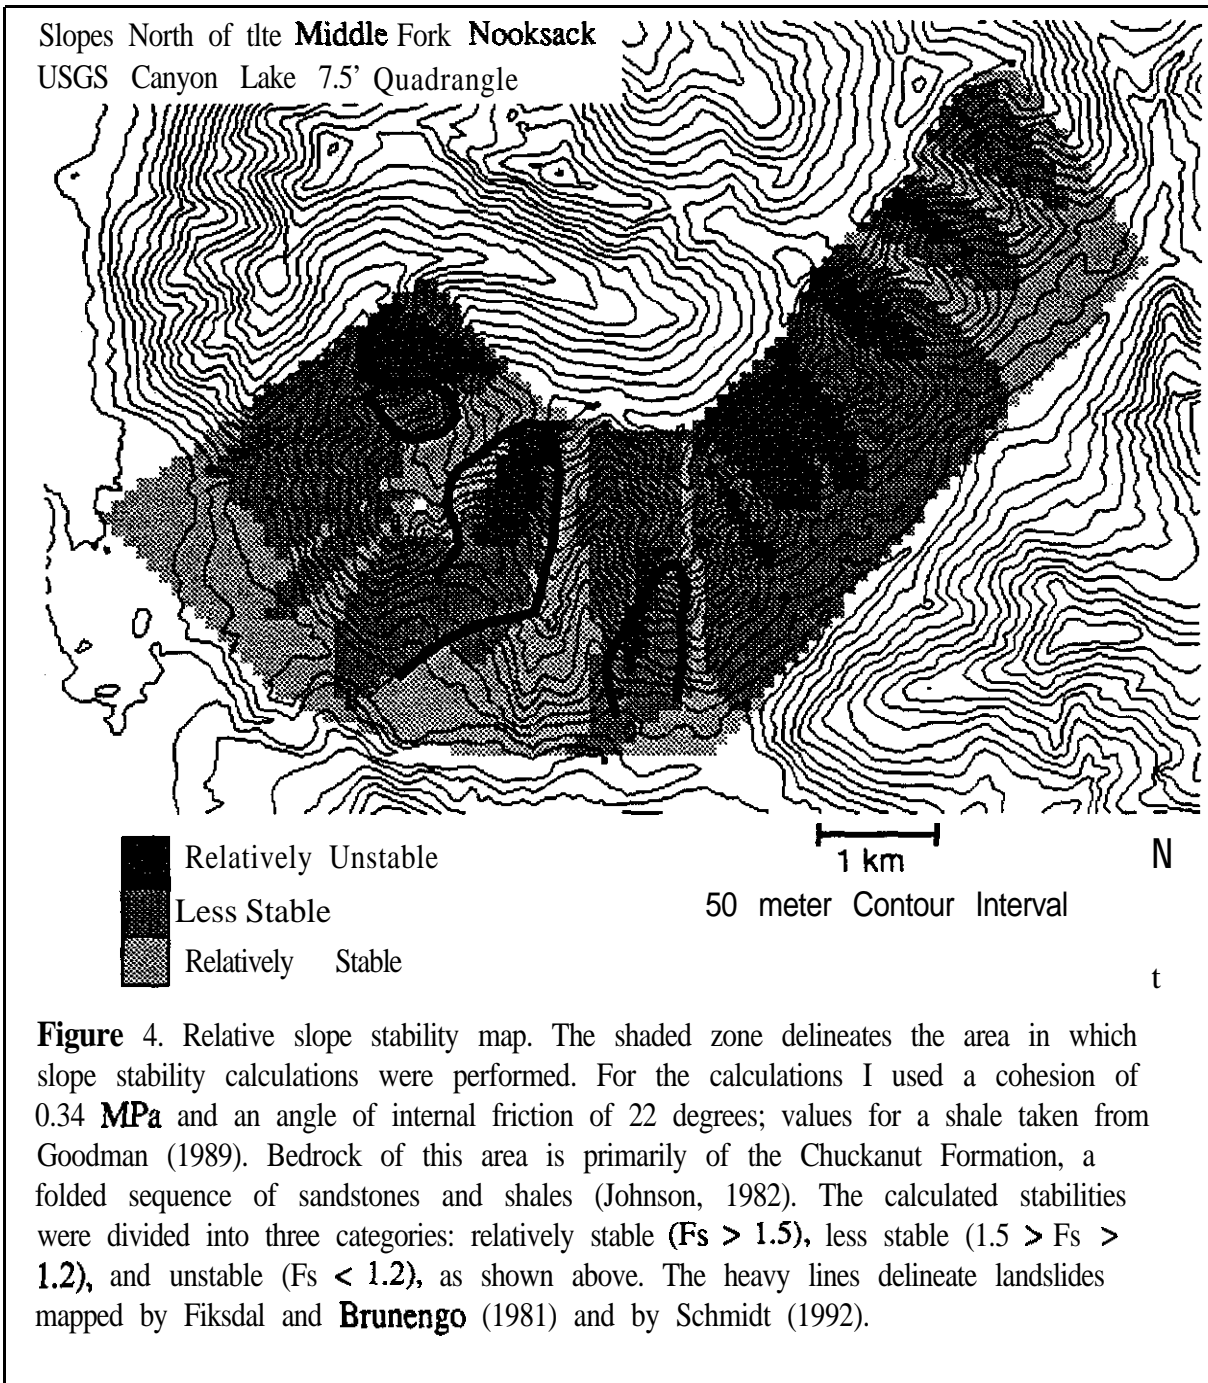 Slopes North of tlte Middle Fork Nooksack
USGS Canyon Lake 7.5' Quadrangle
Relatively Unstable
Less Stable
Relatively Stable
1 km
50 meter Contour Interval
N
t
Figure 4. Relative slope stability map. The shaded zone delineates the area in which
slope stability calculations were performed. For the calculations I used a cohesion of
0.34 MPa and an angle of internal friction of 22 degrees; values for a shale taken from
Goodman (1989). Bedrock of this area is primarily of the Chuckanut Formation, a
folded sequence of sandstones and shales (Johnson, 1982). The calculated stabilities
were divided into three categories: relatively stable (Fs > 1.5), less stable (1.5 > Fs >
1.2), and unstable (Fs < 1.2), as shown above. The heavy lines delineate landslides
mapped by Fiksdal and Brunengo (1981) and by Schmidt (1992).